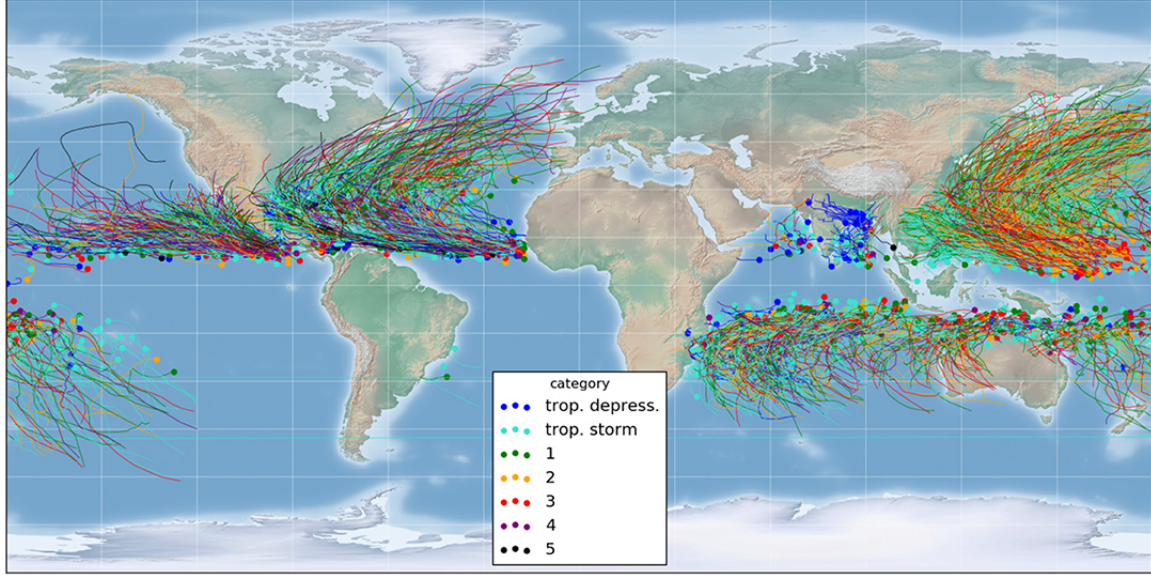 category
trop. depress.
trop. storm
1
2
3
4
5